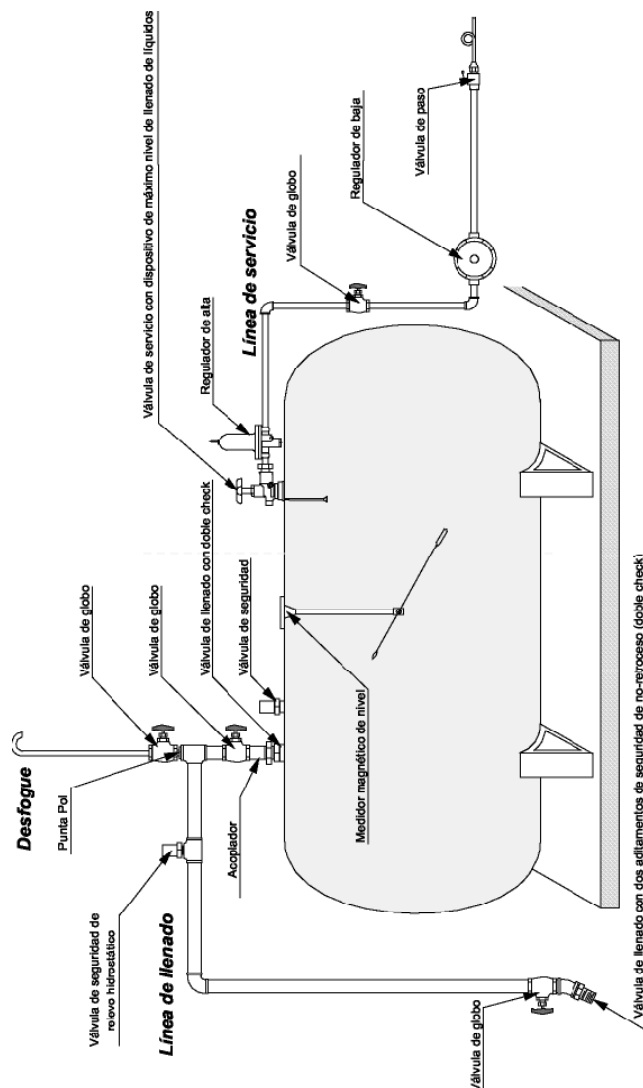 Desfogue
Punta Pol
Válvula de globo
Válvula de globo
Válvula de llenado con doble check
Válvula de seguridad
Válvula de servicio con dispositivo de máximo nivel de llenado de líquidos
Regulador de alta
Línea de servicio
Válvula de globo
Regulador de baja
Válvula de paso
Válvula de seguridad de
relevo hidrostático
Línea de llenado
Acoplador
Medidor magnético de nivel
Válvula de globo
Válvula de llenado con dos aditamentos de seguridad de no-retroceso (doble check)